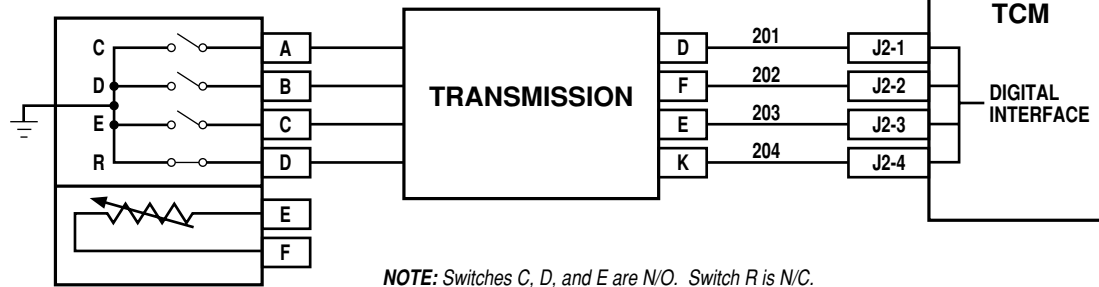 TCM
C A 201 J2-1
D B D 202 J2-2
TRANSMISSION F DIGITAL
INTERFACE
E C E 203 J2-3
R D K 204 J2-4
E
F
NOTE: Switches C, D, and E are N/O. Switch R is N/C.